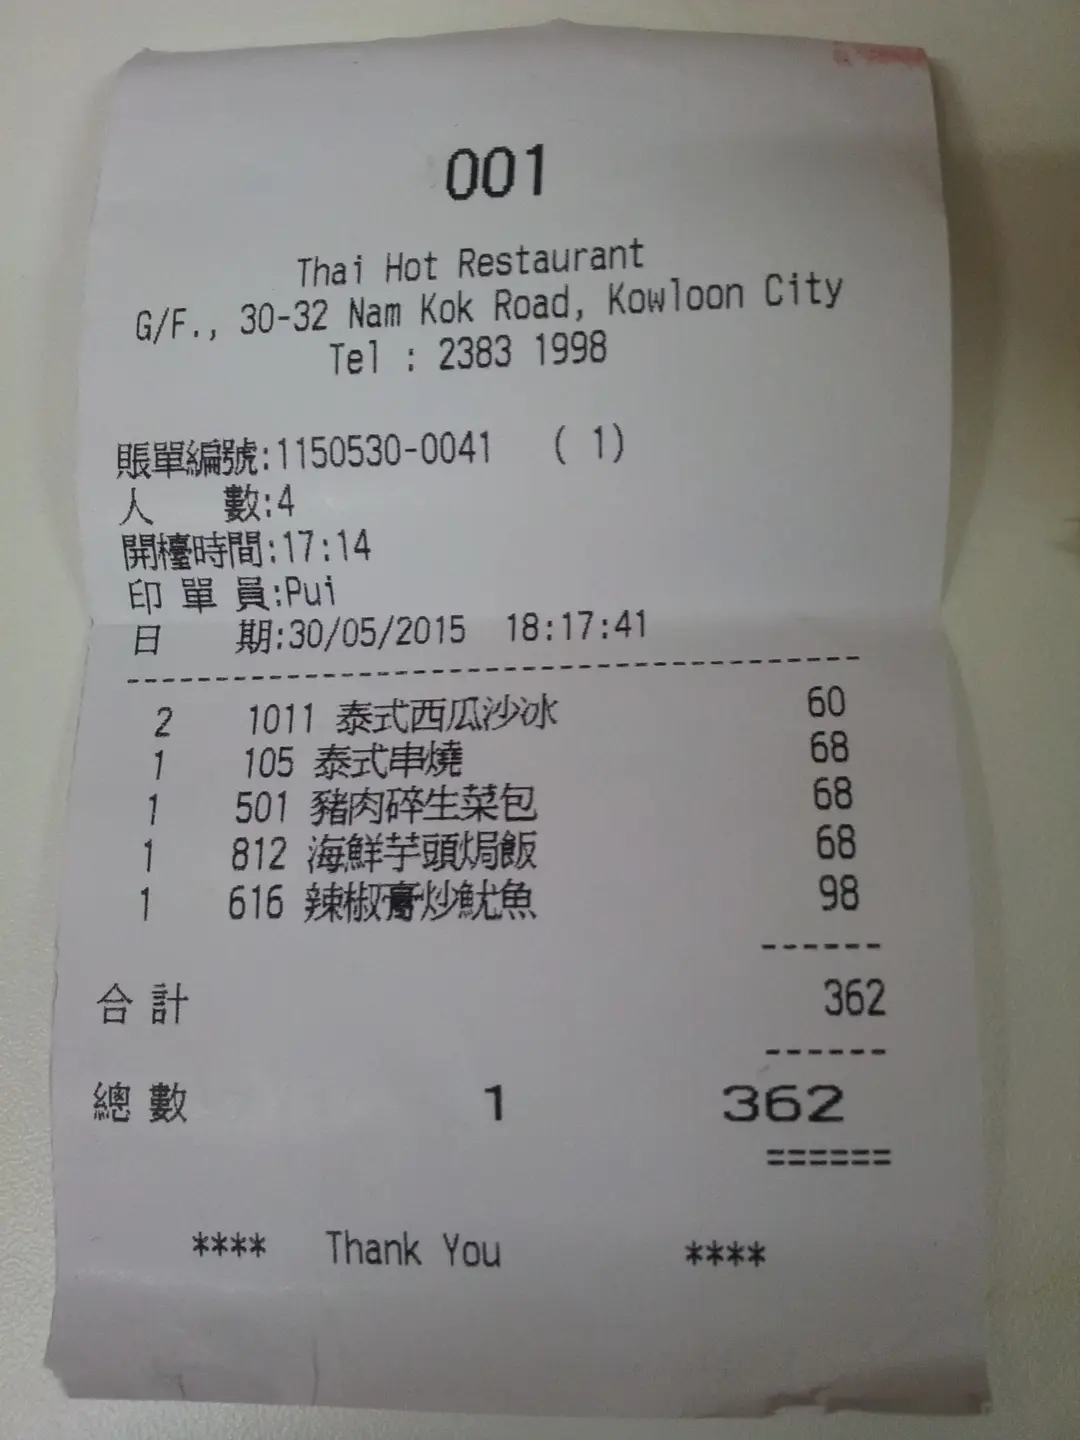 001
Thai Hot Restaurant
G/F., 30-32 Nam Kok Road, Kowloon City
Tel : 2383 1998
賬單編號:1150530-0041 ( 1)
人 數:4
開檯時間:17:14
印 單 員:Pui
日 期:30/05/2015 18:17:41
--------------------------------------
2 1011 泰式西瓜沙冰 60
1 105 泰式串燒 68
1 501 豬肉碎生菜包 68
1 812 海鮮芋頭焗飯 68
1 616 辣椒膏炒魷魚 98
------
合 計 362
------
總 數 1 362
======
**** Thank You ****